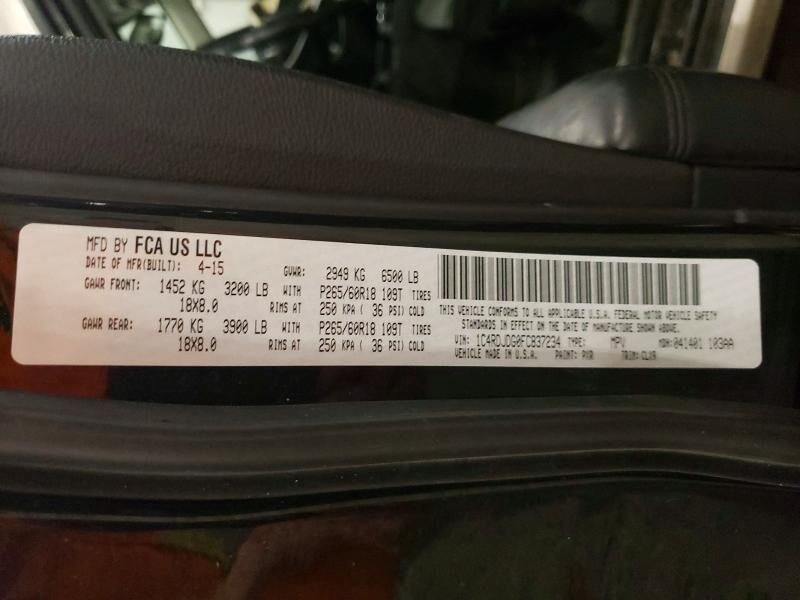 MFD BY FCA US LLC
DATE OF MFR(BUILT): 4-15 GVWR: 2949 KG 6500 LB
GAWR FRONT: 1452 KG 3200 LB WITH P265/60R18 109T TIRES
18X8.0 RIMS AT 250 KPA ( 36 PSI) COLD
GAWR REAR: 1770 KG 3900 LB WITH P265/60R18 109T TIRES
18X8.0 RIMS AT 250 KPA ( 36 PSI) COLD
THIS VEHICLE CONFORMS TO ALL APPLICABLE U.S.A. FEDERAL MOTOR VEHICLE SAFETY
STANDARDS IN EFFECT ON THE DATE OF MANUFACTURE SHOWN ABOVE.
VIN: 1C4RDJDG0FC837234 TYPE: MPV MDH:041401 103AA
VEHICLE MADE IN U.S.A. PAINT: PXR TRIM:CLX9